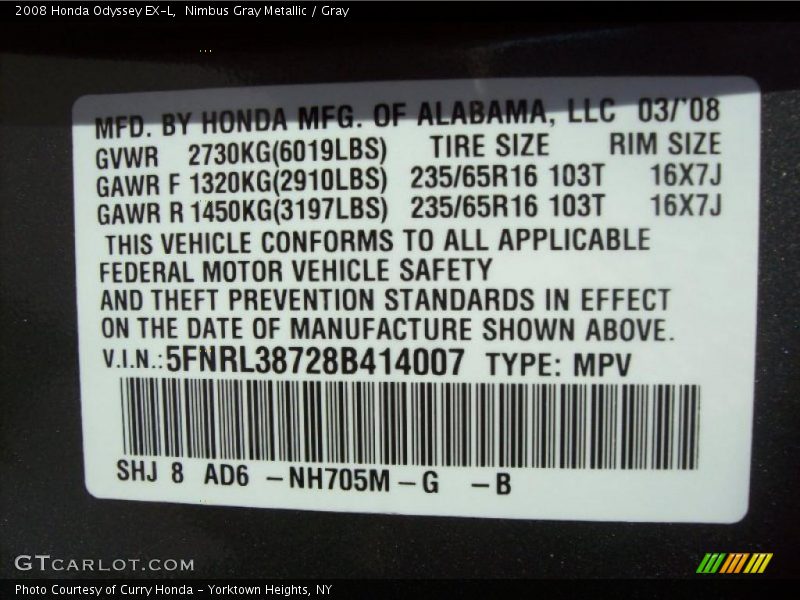 2008 Honda Odyssey EX-L,  Nimbus Gray Metallic / Gray
MFD. BY HONDA MFG. OF ALABAMA, LLC 03/'08
GVWR 2730KG(6019LBS) TIRE SIZE RIM SIZE
GAWR F 1320KG(2910LBS) 235/65R16 103T 16X7J
GAWR R 1450KG(3197LBS) 235/65R16 103T 16X7J
THIS VEHICLE CONFORMS TO ALL APPLICABLE
FEDERAL MOTOR VEHICLE SAFETY
AND THEFT PREVENTION STANDARDS IN EFFECT
ON THE DATE OF MANUFACTURE SHOWN ABOVE.
V.I.N.:5FNRL38728B414007 TYPE: MPV
SHJ 8 AD6 -NH705M-G -B
GTCARLOT.COM
Photo Courtesy of Curry Honda - Yorktown Heights, NY